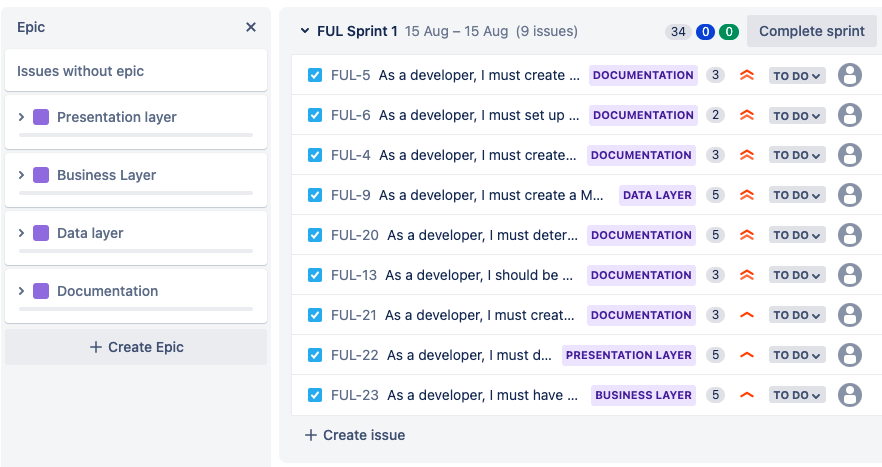 Epic
Issues without epic
Presentation layer
Business Layer
Data layer
Documentation
Create Epic
FUL Sprint 1 15 Aug – 15 Aug (9 issues) 34 0 0 Complete sprint
FUL-5 As a developer, I must create ... DOCUMENTATION 3 TO DO
FUL-6 As a developer, I must set up ... DOCUMENTATION 2 TO DO
FUL-4 As a developer, I must create... DOCUMENTATION 3 TO DO
FUL-9 As a developer, I must create a M... DATA LAYER 5 TO DO
FUL-20 As a developer, I must deter... DOCUMENTATION 5 TO DO
FUL-13 As a developer, I should be ... DOCUMENTATION 3 TO DO
FUL-21 As a developer, I must creat... DOCUMENTATION 3 TO DO
FUL-22 As a developer, I must d... PRESENTATION LAYER 5 TO DO
FUL-23 As a developer, I must have ... BUSINESS LAYER 5 TO DO
Create issue